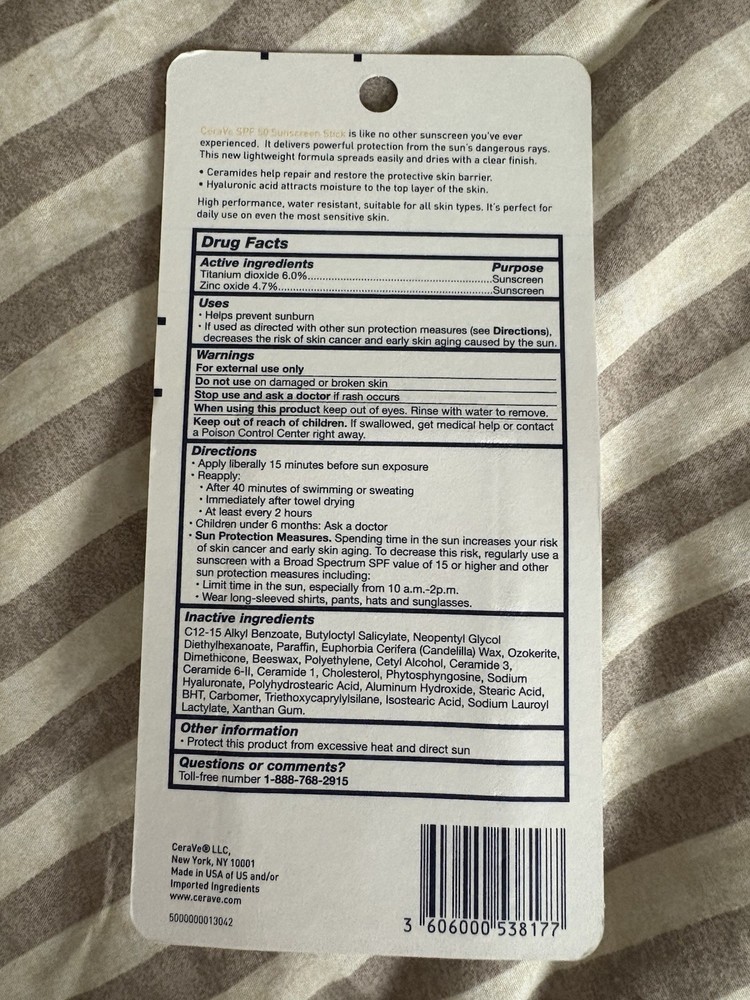 CeraVe SPF 50 Sunscreen Stick is like no other sunscreen you've ever
experienced. It delivers powerful protection from the sun's dangerous rays.
This new lightweight formula spreads easily and dries with a clear finish.
• Ceramides help repair and restore the protective skin barrier.
• Hyaluronic acid attracts moisture to the top layer of the skin.
High performance, water resistant, suitable for all skin types. It's perfect for
daily use on even the most sensitive skin.
Drug Facts
Active ingredients Purpose
Titanium dioxide 6.0%..........................................................Sunscreen
Zinc oxide 4.7%....................................................................Sunscreen
Uses
• Helps prevent sunburn
• If used as directed with other sun protection measures (see Directions),
decreases the risk of skin cancer and early skin aging caused by the sun.
Warnings
For external use only
Do not use on damaged or broken skin
Stop use and ask a doctor if rash occurs
When using this product keep out of eyes. Rinse with water to remove.
Keep out of reach of children. If swallowed, get medical help or contact
a Poison Control Center right away.
Directions
• Apply liberally 15 minutes before sun exposure
• Reapply:
• After 40 minutes of swimming or sweating
• Immediately after towel drying
• At least every 2 hours
• Children under 6 months: Ask a doctor
• Sun Protection Measures. Spending time in the sun increases your risk
of skin cancer and early skin aging. To decrease this risk, regularly use a
sunscreen with a Broad Spectrum SPF value of 15 or higher and other
sun protection measures including:
• Limit time in the sun, especially from 10 a.m.-2p.m.
• Wear long-sleeved shirts, pants, hats and sunglasses.
Inactive ingredients
C12-15 Alkyl Benzoate, Butyloctyl Salicylate, Neopentyl Glycol
Diethylhexanoate, Paraffin, Euphorbia Cerifera (Candelilla) Wax, Ozokerite,
Dimethicone, Beeswax, Polyethylene, Cetyl Alcohol, Ceramide 3,
Ceramide 6-II, Ceramide 1, Cholesterol, Phytosphyngosine, Sodium
Hyaluronate, Polyhydrostearic Acid, Aluminum Hydroxide, Stearic Acid,
BHT, Carbomer, Triethoxycaprylylsilane, Isostearic Acid, Sodium Lauroyl
Lactylate, Xanthan Gum.
Other information
• Protect this product from excessive heat and direct sun
Questions or comments?
Toll-free number 1-888-768-2915
CeraVe® LLC,
New York, NY 10001
Made in USA of US and/or
Imported Ingredients
www.cerave.com
5000000013042
3 606000 538177